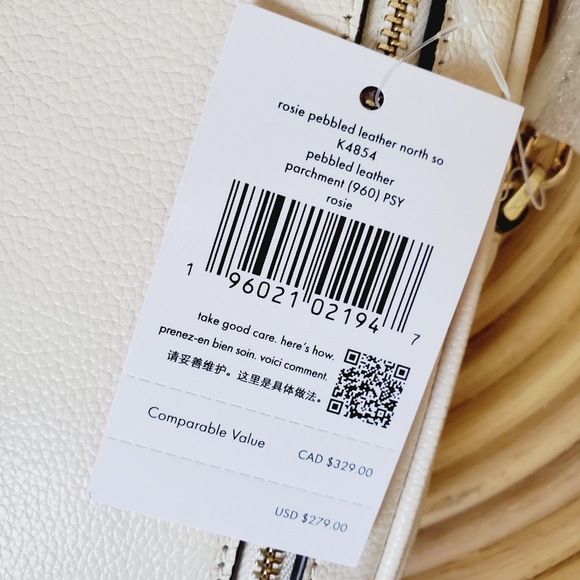 rosie pebbled leather north so
K4854
pebbled leather
parchment (960) PSY
rosie
1 96021 02194 7
take good care. here's how.
prenez-en bien soin. voici comment.
请妥善维护。这里是具体做法。
Comparable Value
CAD $329.00
USD $279.00